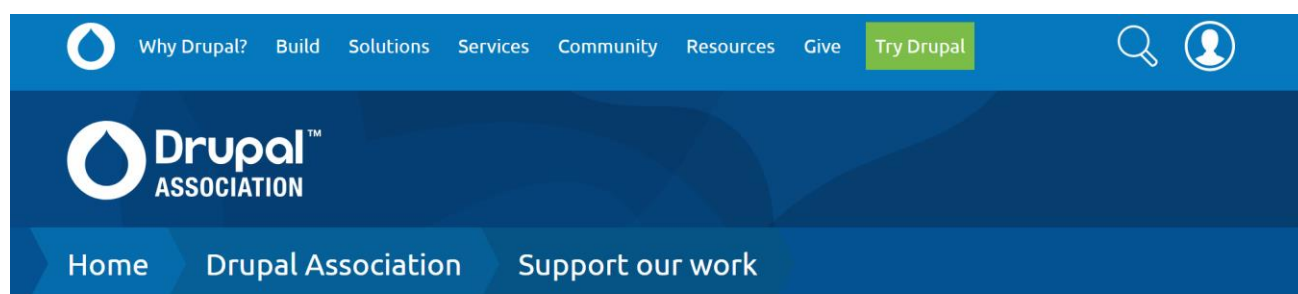 Why Drupal? Build Solutions Services Community Resources Give Try Drupal
Drupal™
ASSOCIATION
Home Drupal Association Support our work